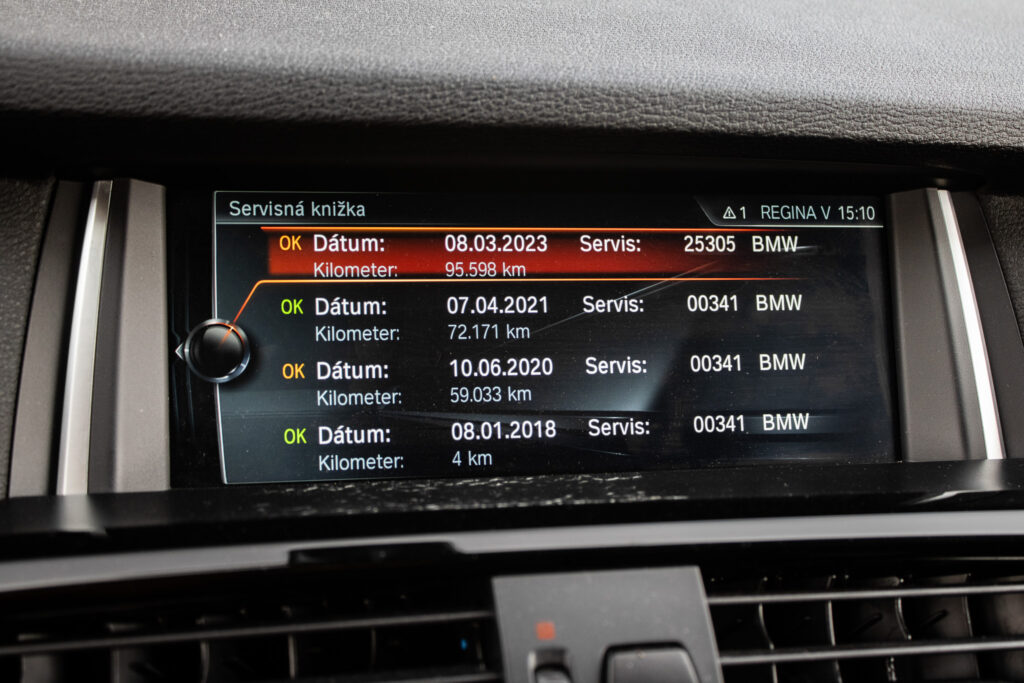 Servisná knižka 1 REGINA V 15:10
OK Dátum: 08.03.2023 Servis: 25305 BMW
Kilometer: 95.598 km
OK Dátum: 07.04.2021 Servis: 00341 BMW
Kilometer: 72.171 km
OK Dátum: 10.06.2020 Servis: 00341 BMW
Kilometer: 59.033 km
OK Dátum: 08.01.2018 Servis: 00341 BMW
Kilometer: 4 km